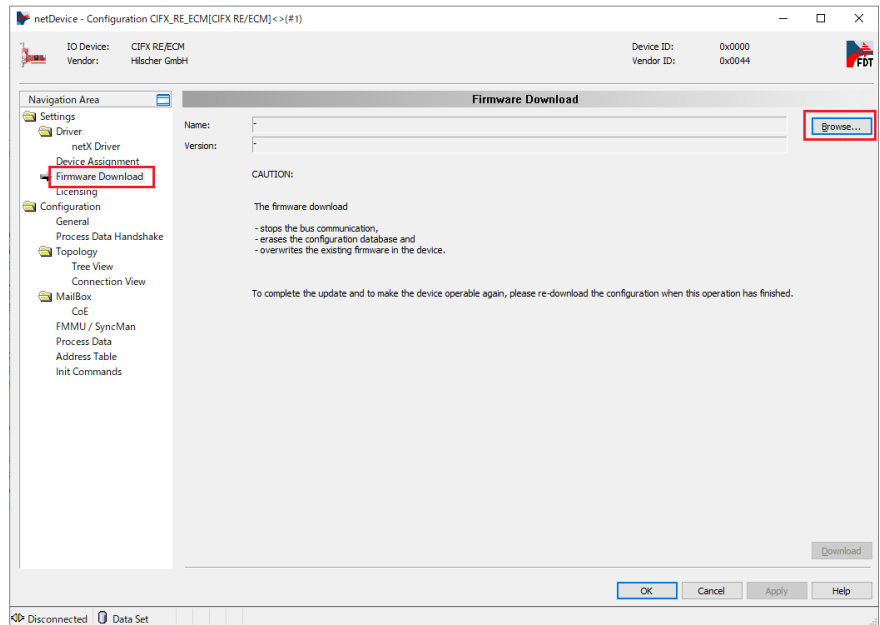 netDevice - Configuration CIFX_RE_ECM[CIFX RE/ECM]<>(#1)
IO Device: CIFX RE/ECM
Vendor: Hilscher GmbH
Device ID: 0x0000
Vendor ID: 0x0044
FDT
Navigation Area
Settings
Driver
netX Driver
Device Assignment
Firmware Download
Licensing
Configuration
General
Process Data Handshake
Topology
Tree View
Connection View
MailBox
CoE
FMMU / SyncMan
Process Data
Address Table
Init Commands
Firmware Download
Name: -
Browse...
Version: -
CAUTION:
The firmware download
- stops the bus communication,
- erases the configuration database and
- overwrites the existing firmware in the device.
To complete the update and to make the device operable again, please re-download the configuration when this operation has finished.
Download
OK Cancel Apply Help
Disconnected Data Set